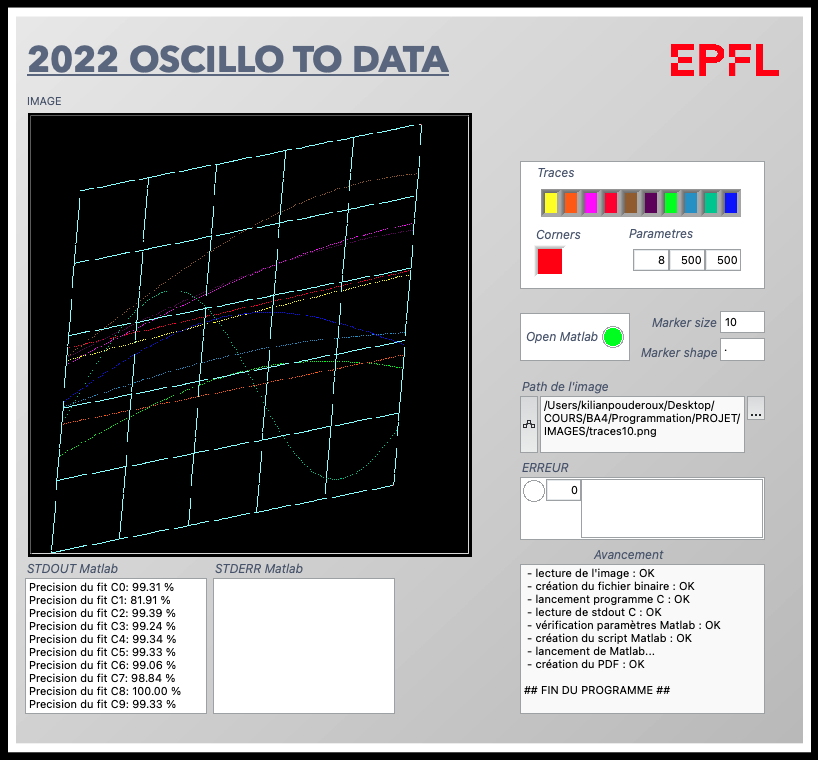 2022 OSCILLO TO DATA
EPFL
IMAGE
Traces
Corners
Parametres
8 500 500
Open Matlab
Marker size 10
Marker shape .
Path de l'image
/Users/kilianpouderoux/Desktop/
COURS/BA4/Programmation/PROJET/
IMAGES/traces10.png
...
ERREUR
0
Avancement
- lecture de l'image : OK
- création du fichier binaire : OK
- lancement programme C : OK
- lecture de stdout C : OK
- vérification paramètres Matlab : OK
- création du script Matlab : OK
- lancement de Matlab...
- création du PDF : OK
## FIN DU PROGRAMME ##
STDOUT Matlab
Precision du fit C0: 99.31 %
Precision du fit C1: 81.91 %
Precision du fit C2: 99.39 %
Precision du fit C3: 99.24 %
Precision du fit C4: 99.34 %
Precision du fit C5: 99.33 %
Precision du fit C6: 99.06 %
Precision du fit C7: 98.84 %
Precision du fit C8: 100.00 %
Precision du fit C9: 99.33 %
STDERR Matlab